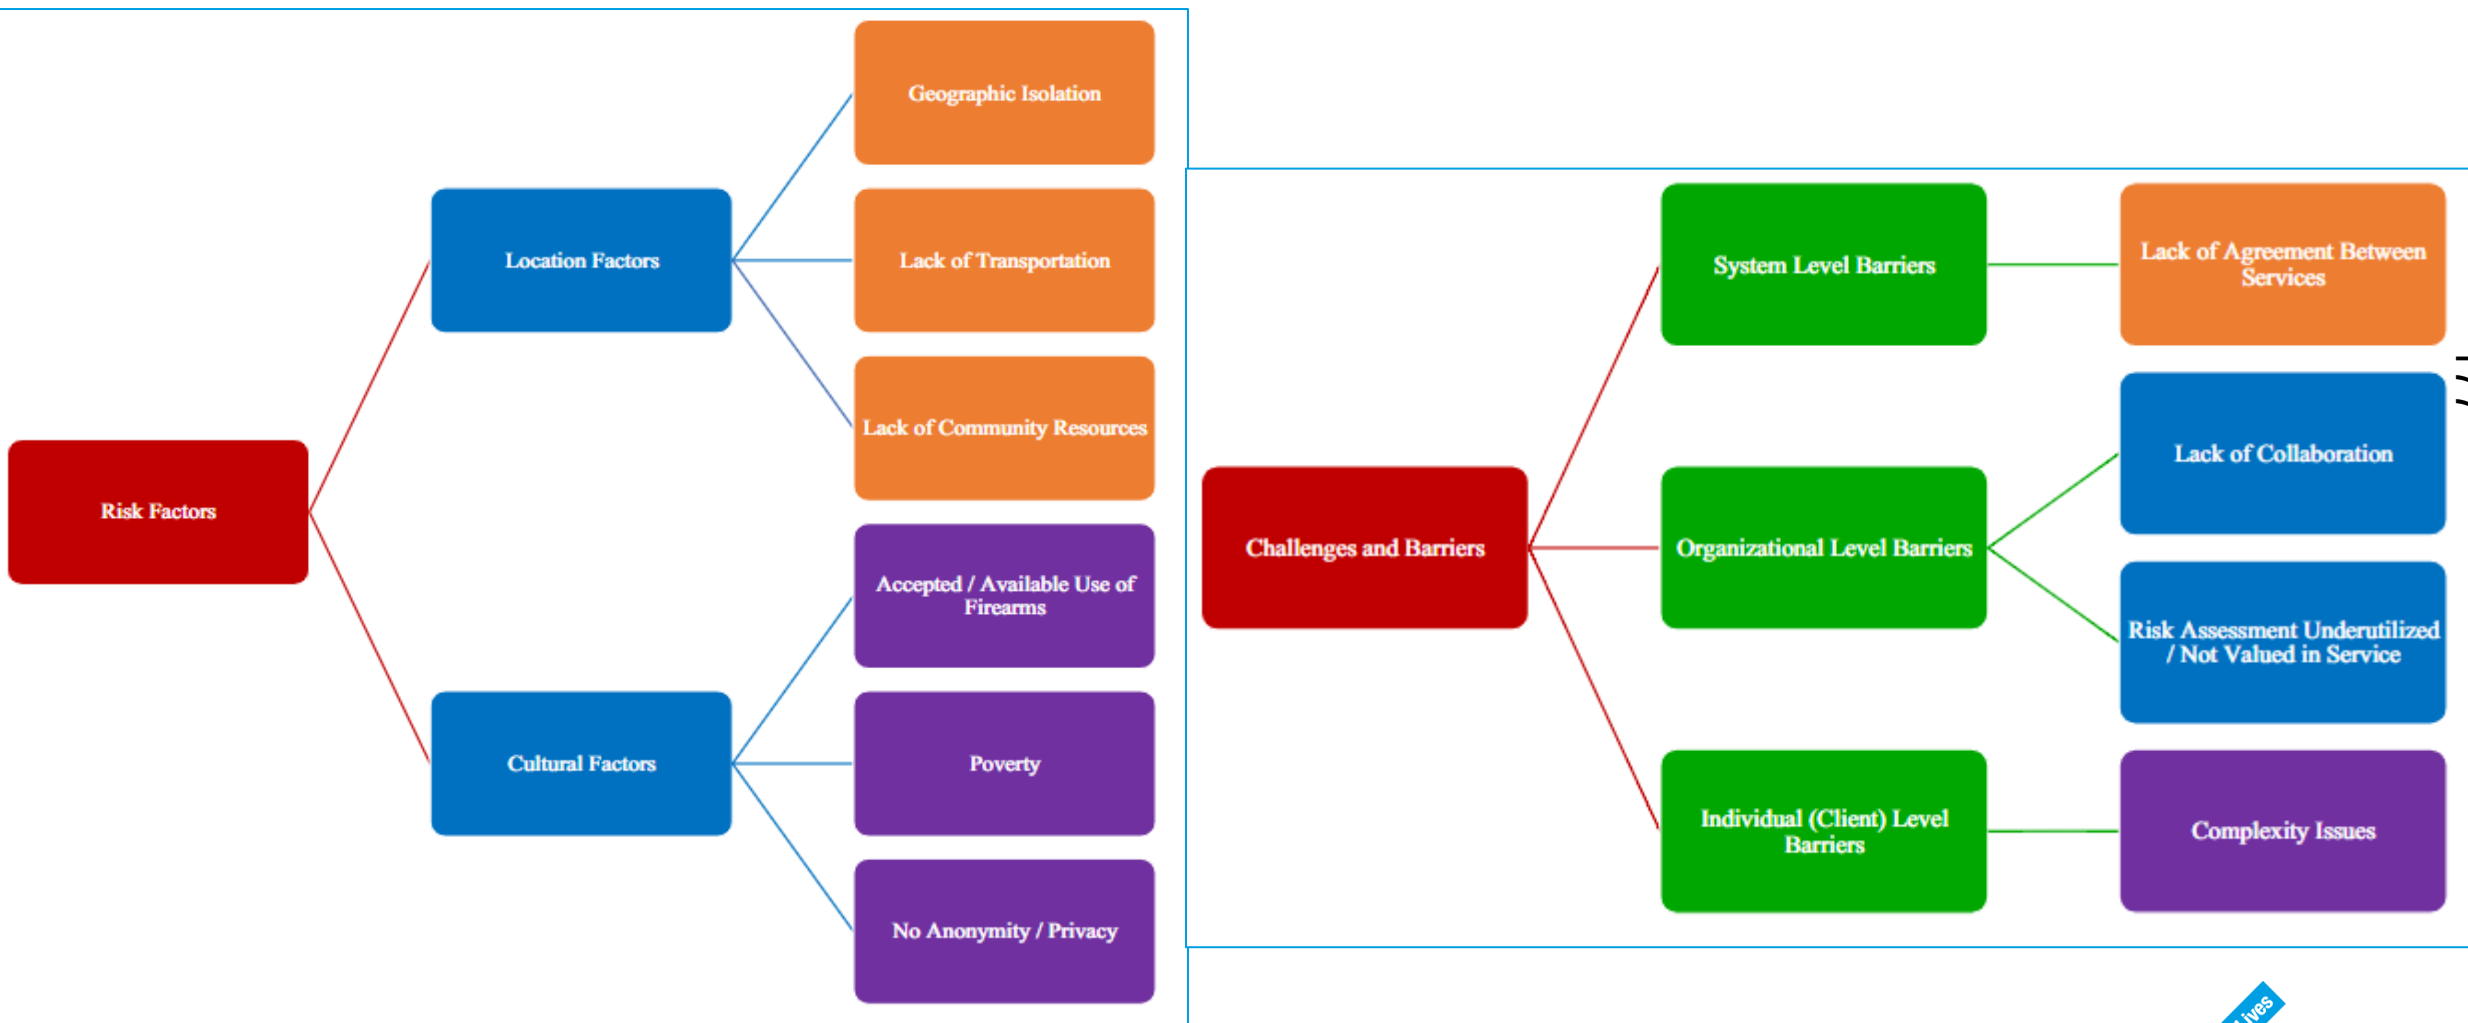 Risk Factors
Location Factors
Cultural Factors
Geographic Isolation
Lack of Transportation
Lack of Community Resources
Accepted / Available Use of
Firearms
Poverty
No Anonymity / Privacy
Challenges and Barriers
System Level Barriers
Organizational Level Barriers
Individual (Client) Level
Barriers
Lack of Agreement Between
Services
Lack of Collaboration
Risk Assessment Underutilized
/ Not Valued in Service
Complexity Issues